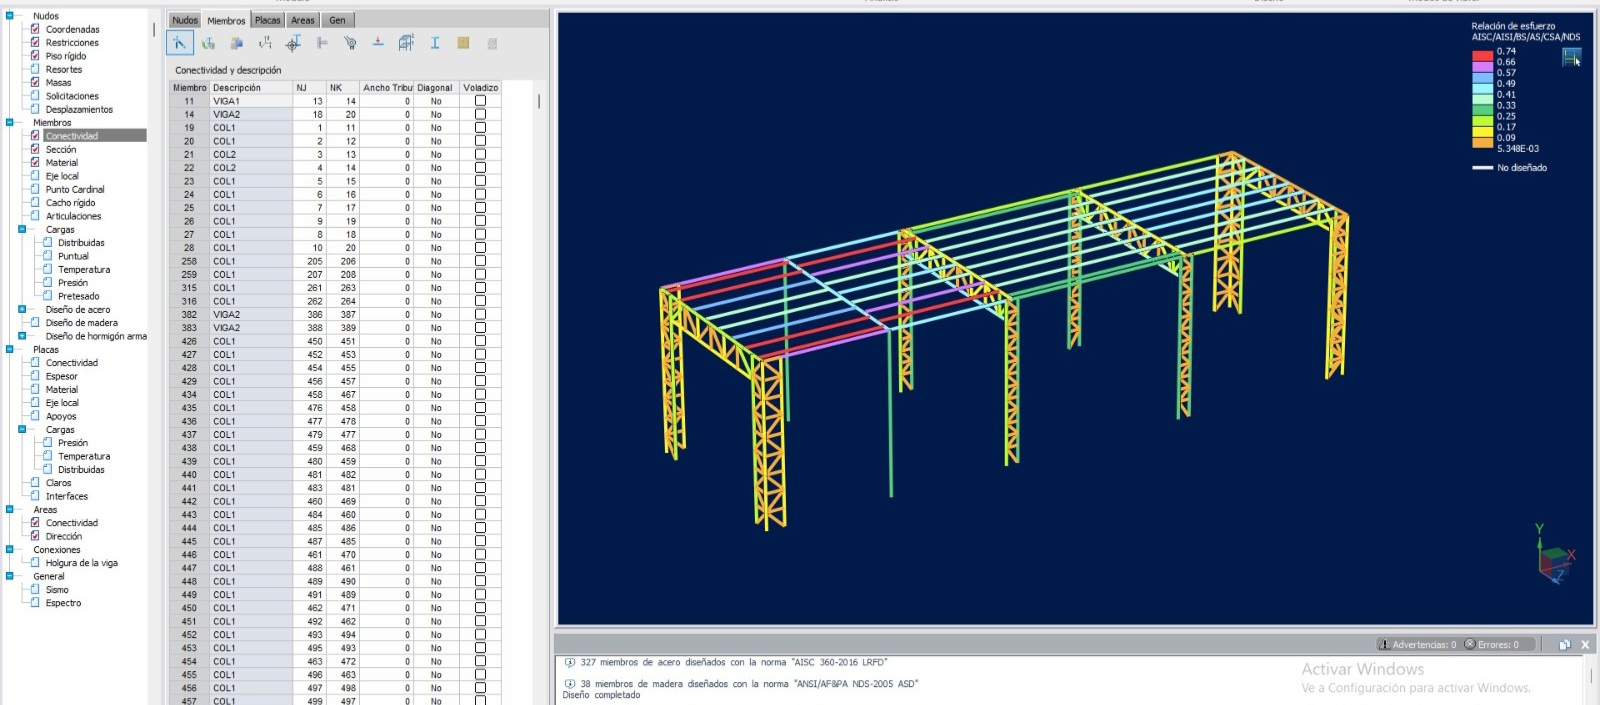 Nudos
Coordenadas
Restricciones
Piso rígido
Resortes
Masas
Solicitaciones
Desplazamientos
Miembros
Conectividad
Sección
Material
Eje local
Punto Cardinal
Cacho rígido
Articulaciones
Cargas
Distribuidas
Puntual
Temperatura
Presión
Pretesado
Diseño de acero
Diseño de madera
Diseño de hormigón arma
Placas
Conectividad
Espesor
Material
Eje local
Apoyos
Cargas
Presión
Temperatura
Distribuidas
Claros
Interfaces
Areas
Conectividad
Dirección
Conexiones
Holgura de la viga
General
Sismo
Espectro
Nudos Miembros Placas Areas Gen
Conectividad y descripción
Miembro Descripción NJ NK Ancho Tribu Diagonal Voladizo
11 VIGA1 13 14 0 No
14 VIGA2 18 20 0 No
19 COL1 1 11 0 No
20 COL1 2 12 0 No
21 COL2 3 13 0 No
22 COL2 4 14 0 No
23 COL1 5 15 0 No
24 COL1 6 16 0 No
25 COL1 7 17 0 No
26 COL1 9 19 0 No
27 COL1 8 18 0 No
28 COL1 10 20 0 No
258 COL1 205 206 0 No
259 COL1 207 208 0 No
315 COL1 261 263 0 No
316 COL1 262 264 0 No
382 VIGA2 386 387 0 No
383 VIGA2 388 389 0 No
426 COL1 450 451 0 No
427 COL1 452 453 0 No
428 COL1 454 455 0 No
429 COL1 456 457 0 No
434 COL1 458 467 0 No
435 COL1 476 458 0 No
436 COL1 477 478 0 No
437 COL1 479 477 0 No
438 COL1 459 468 0 No
439 COL1 480 459 0 No
440 COL1 481 482 0 No
441 COL1 483 481 0 No
442 COL1 460 469 0 No
443 COL1 484 460 0 No
444 COL1 485 486 0 No
445 COL1 487 485 0 No
446 COL1 461 470 0 No
447 COL1 488 461 0 No
448 COL1 489 490 0 No
449 COL1 491 489 0 No
450 COL1 462 471 0 No
451 COL1 492 462 0 No
452 COL1 493 494 0 No
453 COL1 495 493 0 No
454 COL1 463 472 0 No
455 COL1 496 463 0 No
456 COL1 497 498 0 No
457 COL1 499 497 0 No
Relación de esfuerzo
AISC/AISI/BS/AS/CSA/NDS
0.74
0.66
0.57
0.49
0.41
0.33
0.25
0.17
0.09
5.348E-03
No diseñado
Y
X
Z
Advertencias: 0 Errores: 0
327 miembros de acero diseñados con la norma "AISC 360-2016 LRFD"
38 miembros de madera diseñados con la norma "ANSI/AF&PA NDS-2005 ASD"
Diseño completado
Activar Windows
Ve a Configuración para activar Windows.